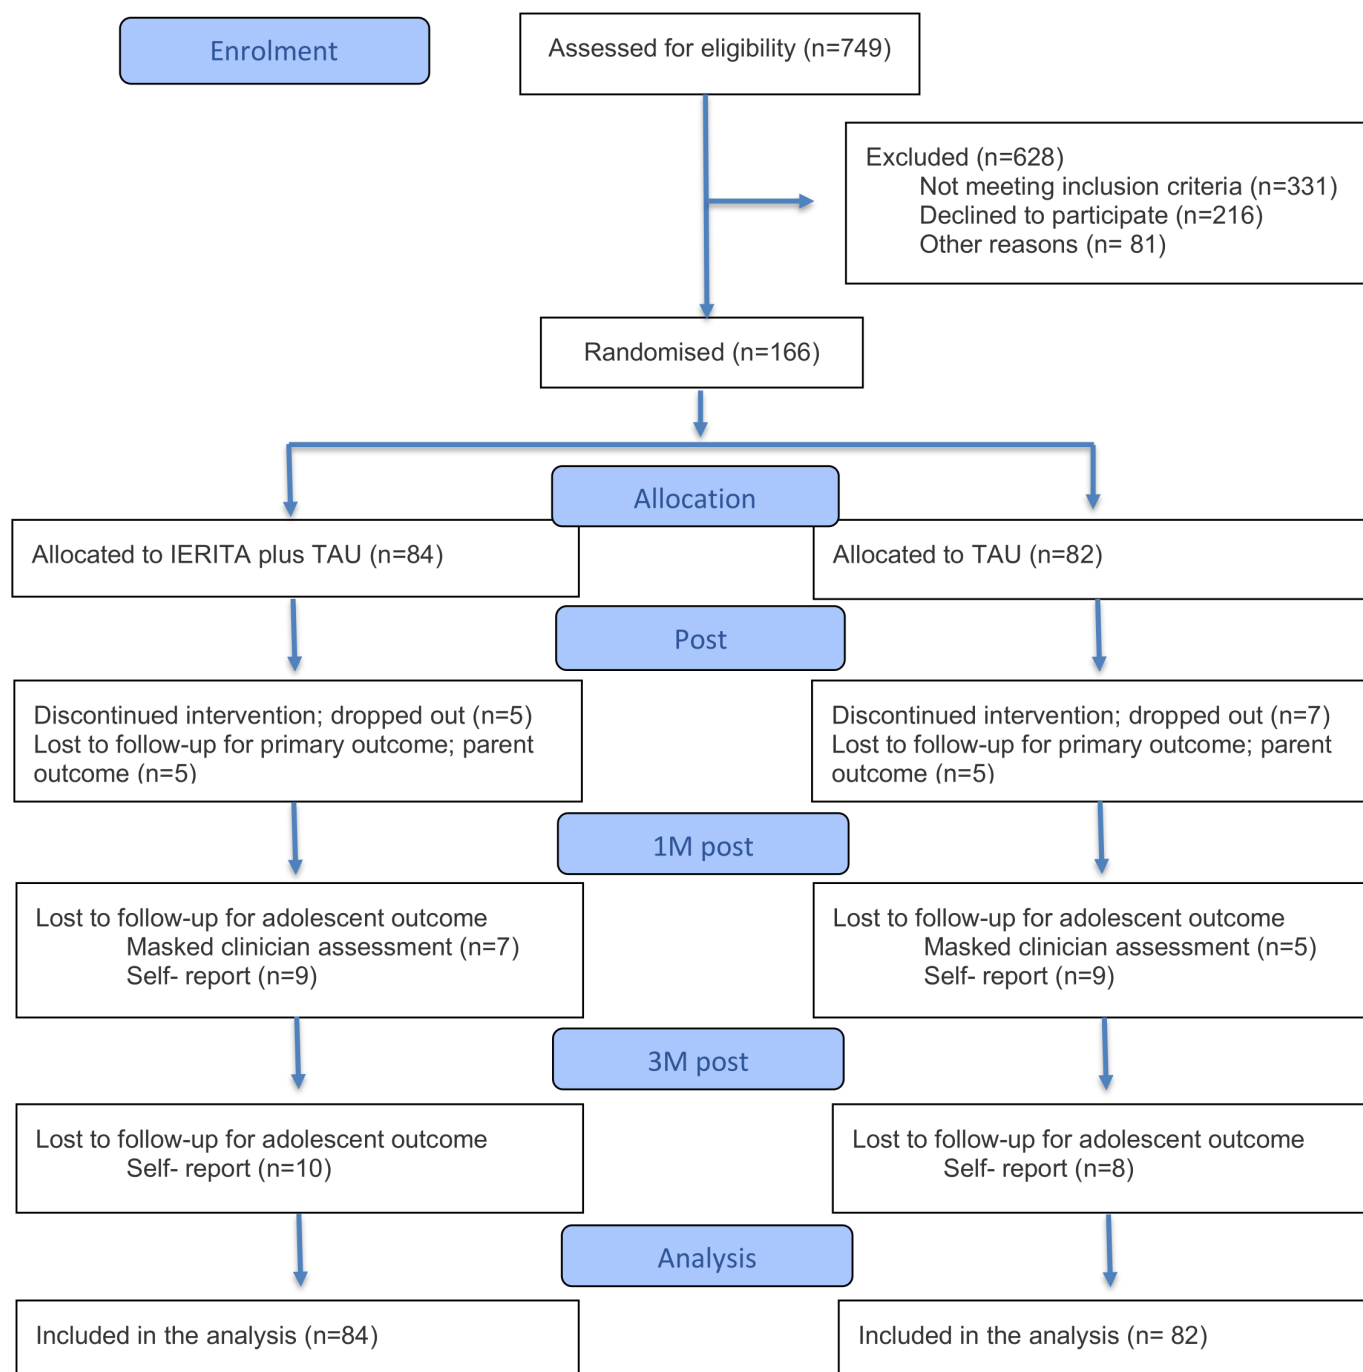 Enrolment
Assessed for eligibility (n=749)
Excluded (n=628)
Not meeting inclusion criteria (n=331)
Declined to participate (n=216)
Other reasons (n= 81)
Randomised (n=166)
Allocation
Allocated to IERITA plus TAU (n=84)
Allocated to TAU (n=82)
Post
Discontinued intervention; dropped out (n=5)
Lost to follow-up for primary outcome; parent
outcome (n=5)
Discontinued intervention; dropped out (n=7)
Lost to follow-up for primary outcome; parent
outcome (n=5)
1M post
Lost to follow-up for adolescent outcome
Masked clinician assessment (n=7)
Self- report (n=9)
Lost to follow-up for adolescent outcome
Masked clinician assessment (n=5)
Self- report (n=9)
3M post
Lost to follow-up for adolescent outcome
Self- report (n=10)
Lost to follow-up for adolescent outcome
Self- report (n=8)
Analysis
Included in the analysis (n=84)
Included in the analysis (n= 82)